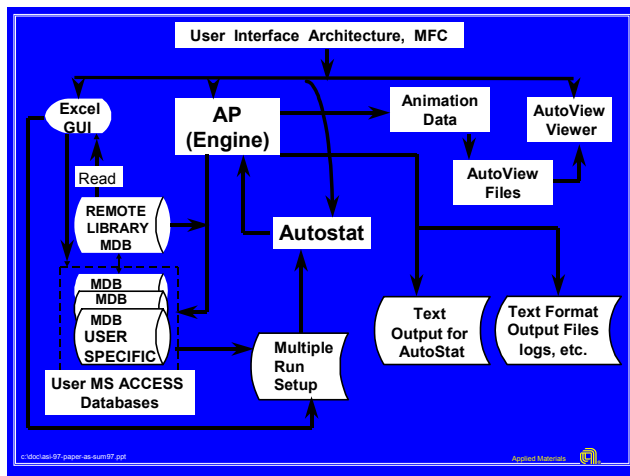 User Interface Architecture, MFC
Excel
GUI
AP
(Engine)
Animation
Data
AutoView
Viewer
Read
AutoView
Files
REMOTE
LIBRARY
MDB
Autostat
MDB
MDB
MDB
USER
SPECIFIC
User MS ACCESS
Databases
Multiple
Run
Setup
Text
Output for
AutoStat
Text Format
Output Files
logs, etc.
c:\doc\asi-97-paper-as-sum97.ppt
Applied Materials